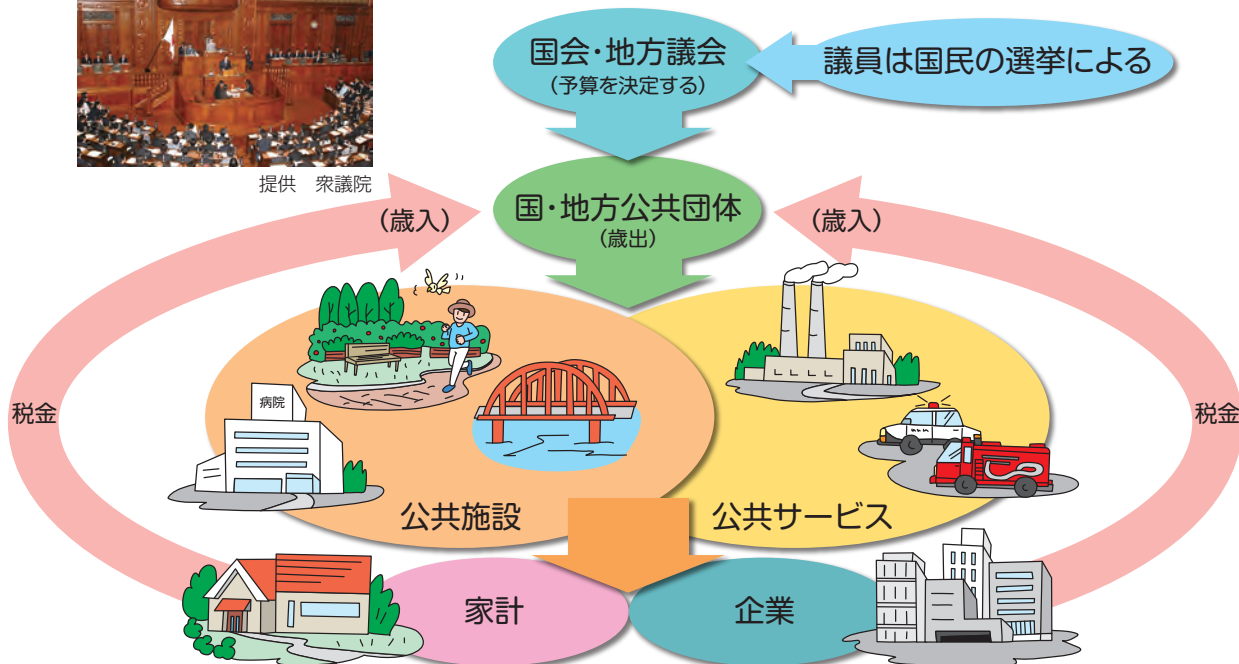 国会・地方議会
(予算を決定する)
議員は国民の選挙による
提供　衆議院
国・地方公共団体
(歳出)
(歳入)
(歳入)
税金
税金
病院
公共施設
公共サービス
家計
企業